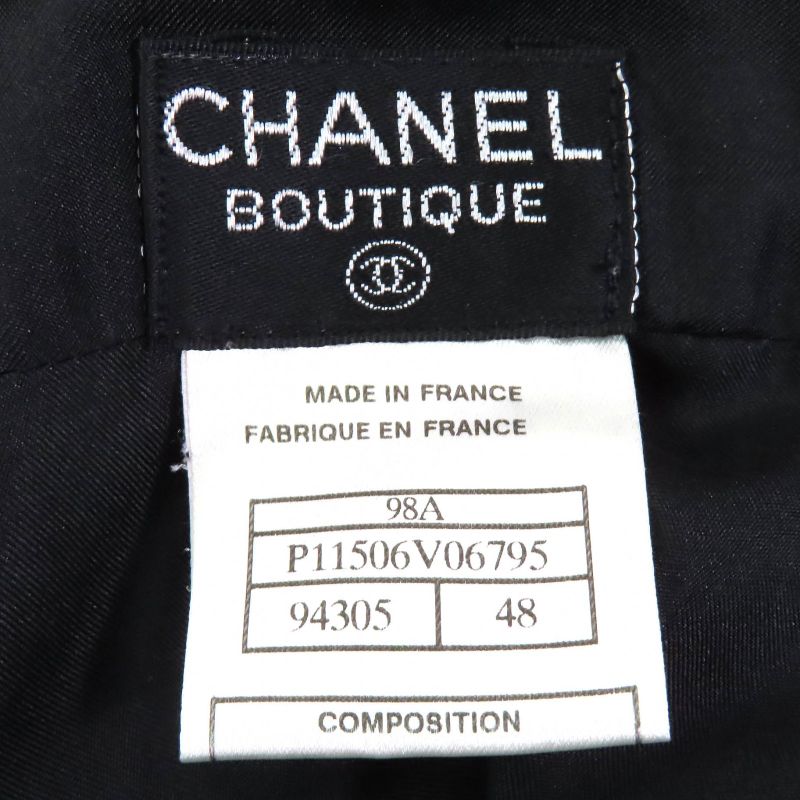 CHANEL
BOUTIQUE
MADE IN FRANCE
FABRIQUE EN FRANCE
98A
P11506V06795
94305 48
COMPOSITION